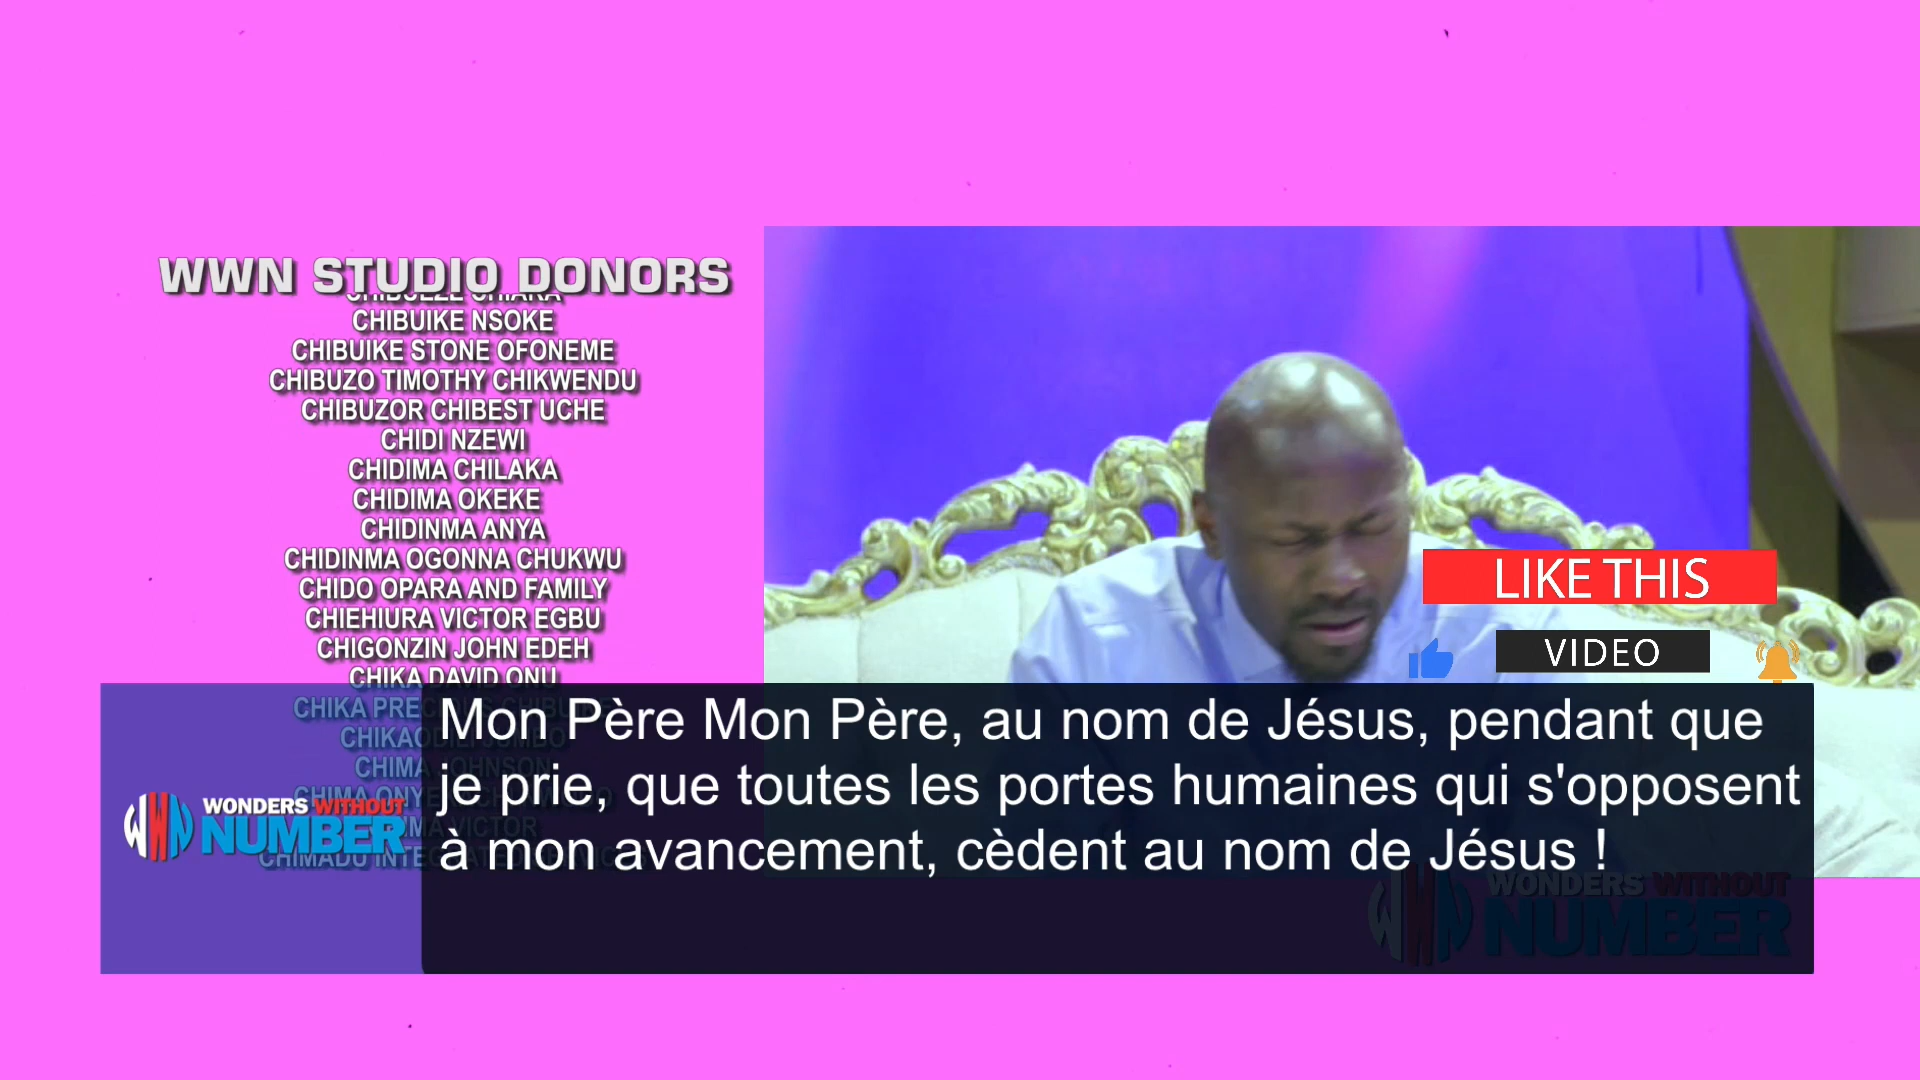 WWN STUDIO DONORS
CHIBUIKE NSOKE
CHIBUIKE STONE OFONEME
CHIBUZO TIMOTHY CHIKWENDU
CHIBUZOR CHIBEST UCHE
CHIDI NZEWI
CHIDIMA CHILAKA
CHIDIMA OKEKE
CHIDINMA ANYA
CHIDINMA OGONNA CHUKWU
CHIDO OPARA AND FAMILY
CHIEHIURA VICTOR EGBU
CHIGONZIN JOHN EDEH
CHIKA DAVID ONU
LIKE THIS
VIDEO
WONDERS WITHOUT
NUMBER
Mon Père Mon Père, au nom de Jésus, pendant que
je prie, que toutes les portes humaines qui s'opposent
à mon avancement, cèdent au nom de Jésus !
WONDERS WITHOUT
NUMBER